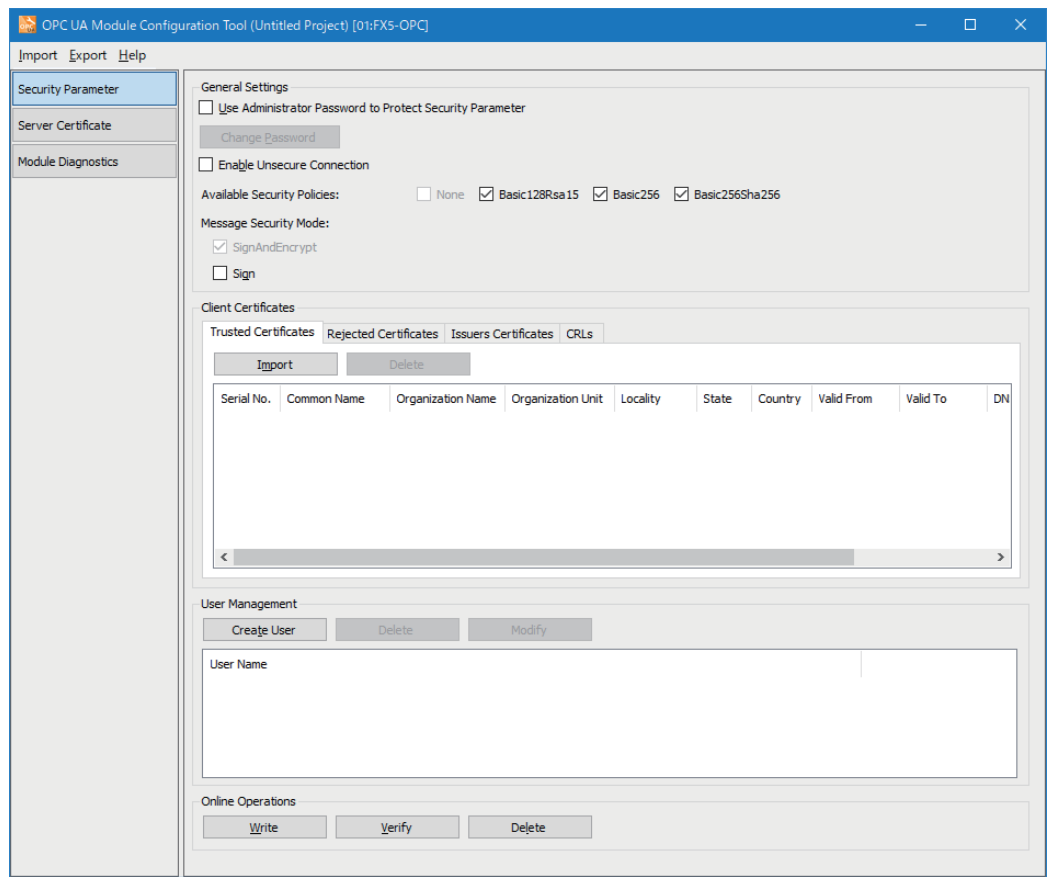 OPC UA Module Configuration Tool (Untitled Project) [01:FX5-OPC]
Import Export Help
Security Parameter
Server Certificate
Module Diagnostics
General Settings
Use Administrator Password to Protect Security Parameter
Change Password
Enable Unsecure Connection
Available Security Policies: None Basic128Rsa15 Basic256 Basic256Sha256
Message Security Mode:
SignAndEncrypt
Sign
Client Certificates
Trusted Certificates Rejected Certificates Issuers Certificates CRLs
Import Delete
Serial No. Common Name Organization Name Organization Unit Locality State Country Valid From Valid To DN
User Management
Create User Delete Modify
User Name
Online Operations
Write Verify Delete